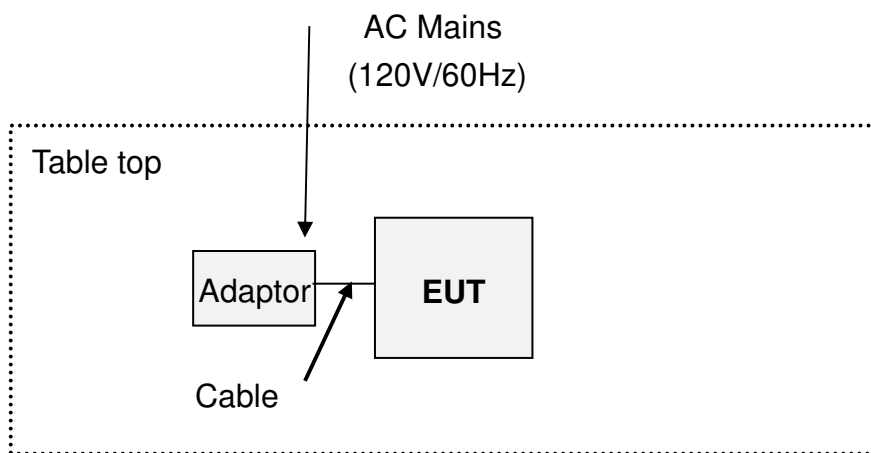 AC Mains
(120V/60Hz)
Table top
Adaptor
EUT
Cable